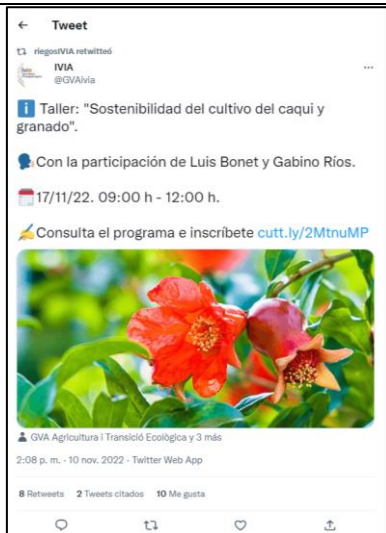 Tweet
riegosIVIA retwitteó
IVIA
@GVAivia
Taller: "Sostenibilidad del cultivo del caqui y
granado".
Con la participación de Luis Bonet y Gabino Ríos.
17/11/22. 09:00 h - 12:00 h.
Consulta el programa e inscríbete cutt.ly/2MtnuMP
GVA Agricultura i Transició Ecològica y 3 más
2:08 p. m. - 10 nov. 2022 - Twitter Web App
8 Retweets 2 Tweets citados 10 Me gusta